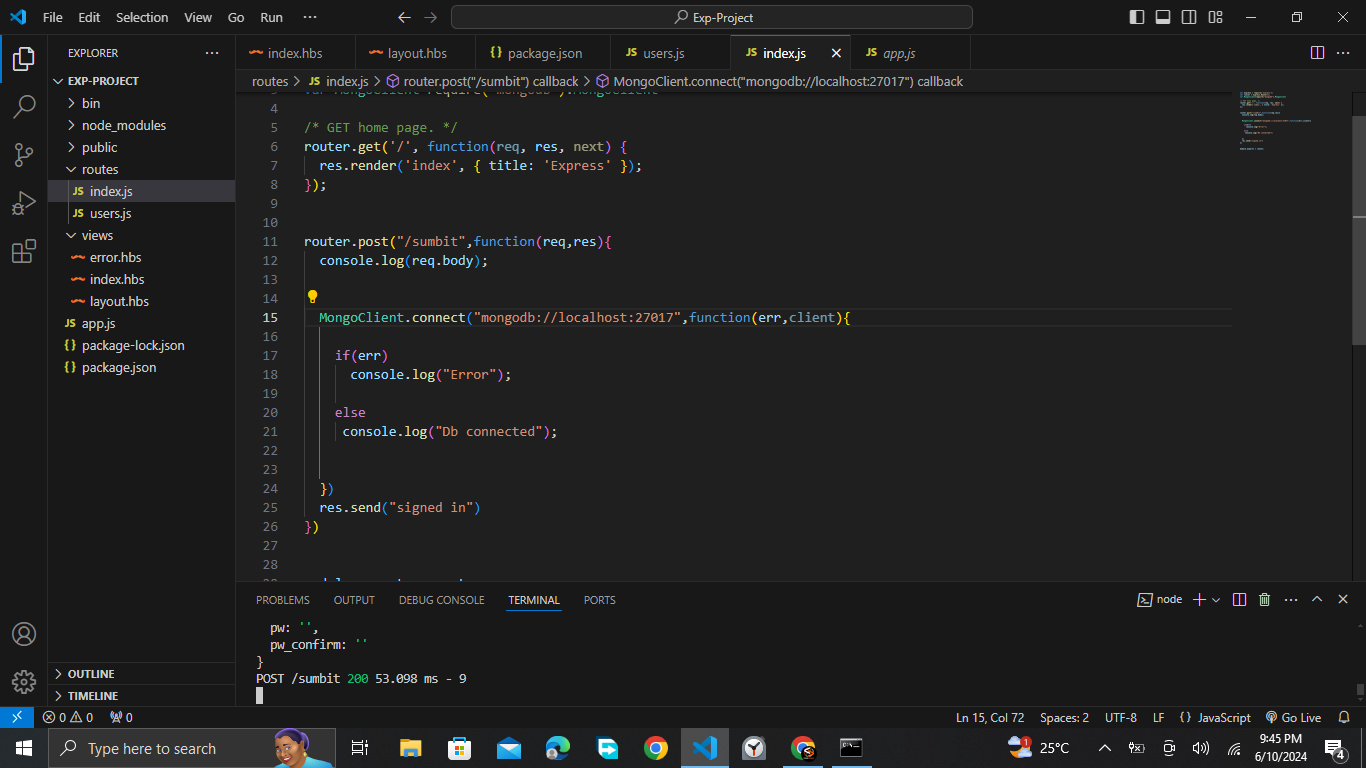 File Edit Selection View Go Run ··· Exp-Project
EXPLORER ···
index.hbs layout.hbs {} package.json JS users.js JS index.js JS app.js ···
routes > JS index.js > router.post("/sumbit") callback > MongoClient.connect("mongodb://localhost:27017") callback
EXP-PROJECT
bin
node_modules
public
routes
JS index.js
JS users.js
views
error.hbs
index.hbs
layout.hbs
JS app.js
{} package-lock.json
{} package.json
OUTLINE
TIMELINE
4
5 /* GET home page. */
6 router.get('/', function(req, res, next) {
7 res.render('index', { title: 'Express' });
8 });
9
10
11 router.post("/sumbit",function(req,res){
12 console.log(req.body);
13
14
15 MongoClient.connect("mongodb://localhost:27017",function(err,client){
16
17 if(err)
18 console.log("Error");
19
20 else
21 console.log("Db connected");
22
23
24 })
25 res.send("signed in")
26 })
27
28
PROBLEMS OUTPUT DEBUG CONSOLE TERMINAL PORTS node ···
pw: '',
pw_confirm: ''
}
POST /sumbit 200 53.098 ms - 9
0 0 0 Ln 15, Col 72 Spaces: 2 UTF-8 LF {} JavaScript Go Live
Type here to search 1 25°C 9:45 PM
6/10/2024 4